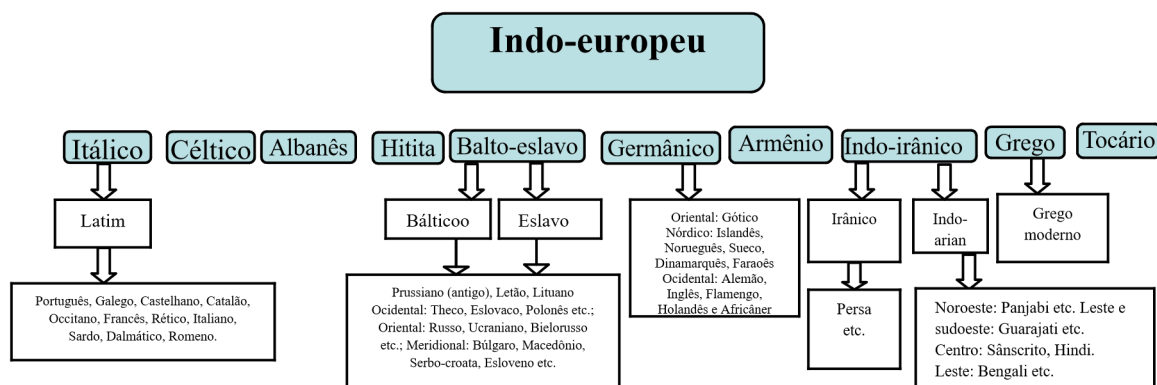 Indo-europeu
Itálico
Céltico
Albanês
Hitita
Balto-eslavo
Germânico
Armênio
Indo-irânico
Grego
Tocário
Latim
Bálticoo
Eslavo
Oriental: Gótico
Nórdico: Islandês,
Norueguês, Sueco,
Dinamarquês, Faraoês
Ocidental: Alemão,
Inglês, Flamengo,
Holandês e Africâner
Irânico
Indo-
arian
Grego
moderno
Português, Galego, Castelhano, Catalão,
Occitano, Francês, Rético, Italiano,
Sardo, Dalmático, Romeno.
Prussiano (antigo), Letão, Lituano
Ocidental: Theco, Eslovaco, Polonês etc.;
Oriental: Russo, Ucraniano, Bielorusso
etc.; Meridional: Búlgaro, Macedônio,
Serbo-croata, Esloveno etc.
Persa
etc.
Noroeste: Panjabi etc. Leste e
sudoeste: Guarajati etc.
Centro: Sânscrito, Hindi.
Leste: Bengali etc.